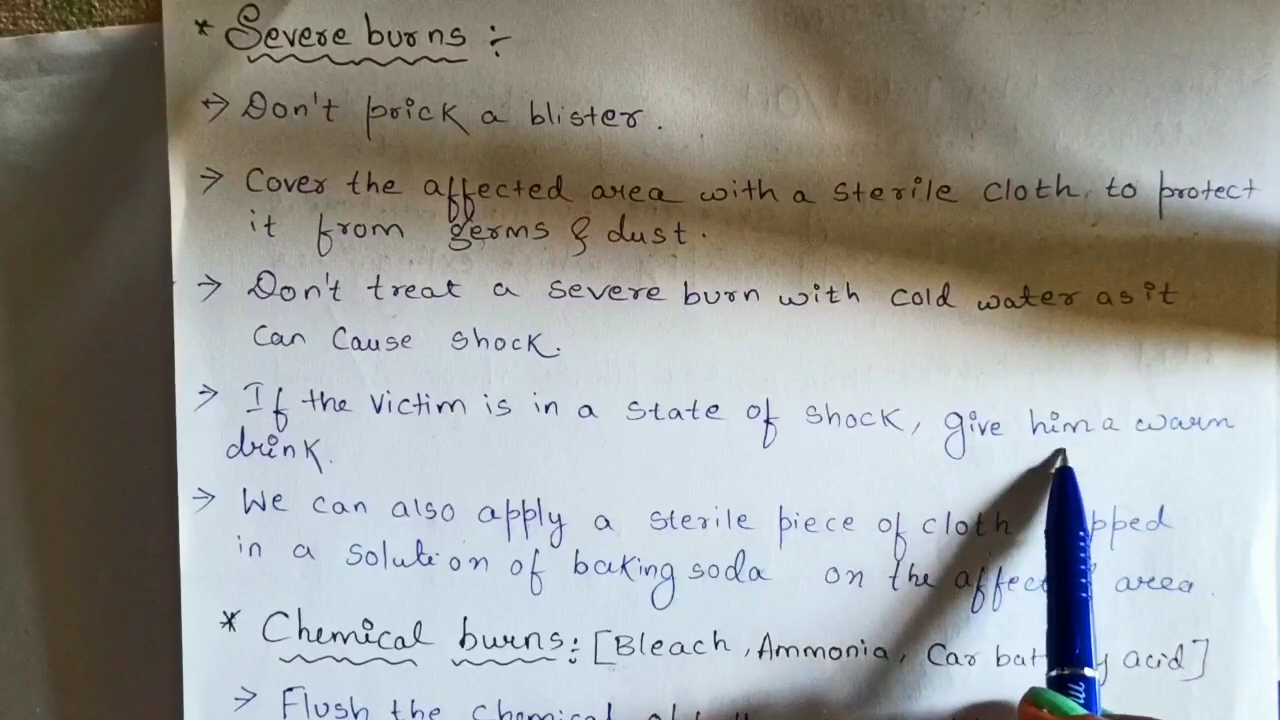 * Severe burns :-
→ Don't prick a blister.
→ Cover the affected area with a sterile cloth, to protect
it from germs & dust.
→ Don't treat a severe burn with cold water as it
can cause shock.
→ If the victim is in a state of shock, give him a warm
drink.
→ We can also apply a sterile piece of cloth
in a solution of baking soda on the area.
* Chemical burns: [Bleach, Ammonia, Car acid]
→ Flush the chemical